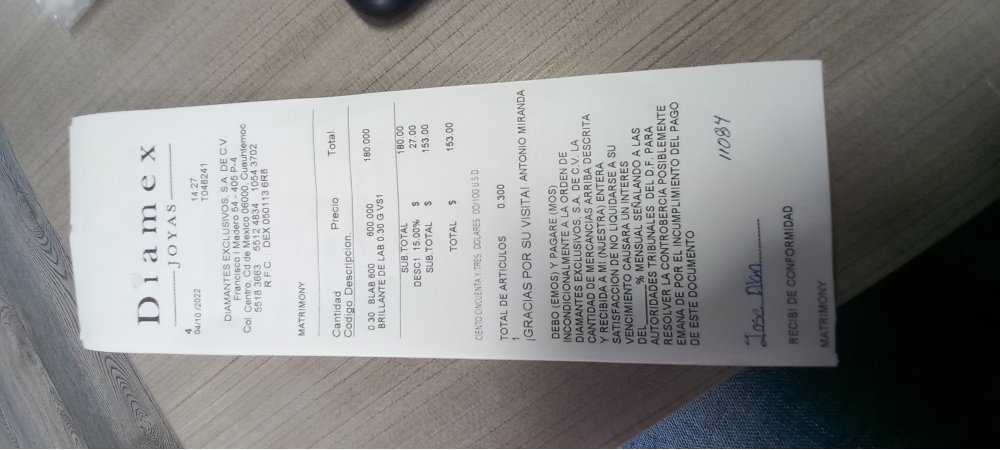 Diamex
JOYAS
4
04/10/2022 14:27
T048241
DIAMANTES EXCLUSIVOS, S.A. DE C.V.
Francisco I Madero 54 - 405 P-4
Col. Centro, Cd de Mexico 06000, Cuauhtemoc
5518 3663 5512 4834 1054 3702
R F C. DEX 050113 6R8
MATRIMONY
Cantidad Precio Total
Codigo Descripcion.
0.30 BLAB 600 600.000 180.000
BRILLANTE DE LAB 0.30 G VS1
SUB.TOTAL 180.00
DESC1 15.00% $ 27.00
SUB.TOTAL $ 153.00
TOTAL $ 153.00
CIENTO CINCUENTA Y TRES DOLARES 00/100 U.S.D.
TOTAL DE ARTICULOS 0.300
1
¡GRACIAS POR SU VISITA! ANTONIO MIRANDA
DEBO (EMOS) Y PAGARE (MOS)
INCONDICIONALMENTE A LA ORDEN DE
DIAMANTES EXCLUSIVOS, S.A. DE C.V. LA
CANTIDAD DE MERCANCIAS ARRIBA DESCRITA
Y RECIBIDA A MI (NUESTRA) ENTERA
SATISFACCION DE NO LIQUIDARSE A SU
VENCIMIENTO CAUSARA UN INTERES
DEL ____ % MENSUAL SEÑALANDO A LAS
AUTORIDADES TRIBUNALES DEL D.F. PARA
RESOLVER LA CONTROBERCIA POSIBLEMENTE
EMANA DE POR EL INCUMPLIMIENTO DEL PAGO
DE ESTE DOCUMENTO
11084
Jose Diaz
RECIBI DE CONFORMIDAD
MATRIMONY